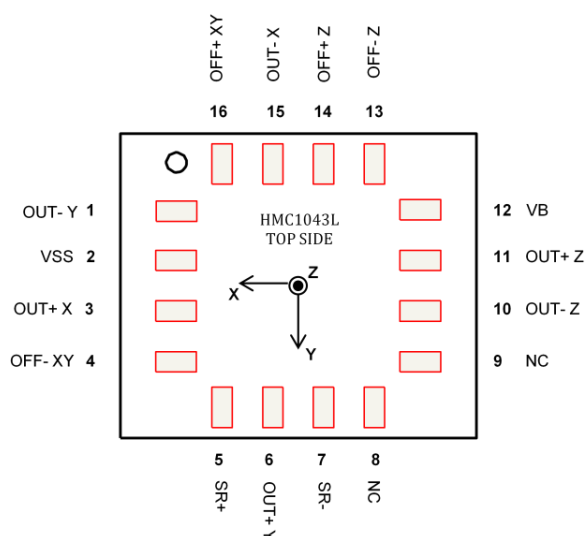 OFF+ XY
OUT- X
OFF+ Z
OFF- Z
16 15 14 13
HMC1043L
TOP SIDE
OUT- Y 1
VSS 2
OUT+ X 3
OFF- XY 4
12 VB
11 OUT+ Z
10 OUT- Z
9 NC
Z
X
Y
5 6 7 8
SR+
OUT+ Y
SR-
NC